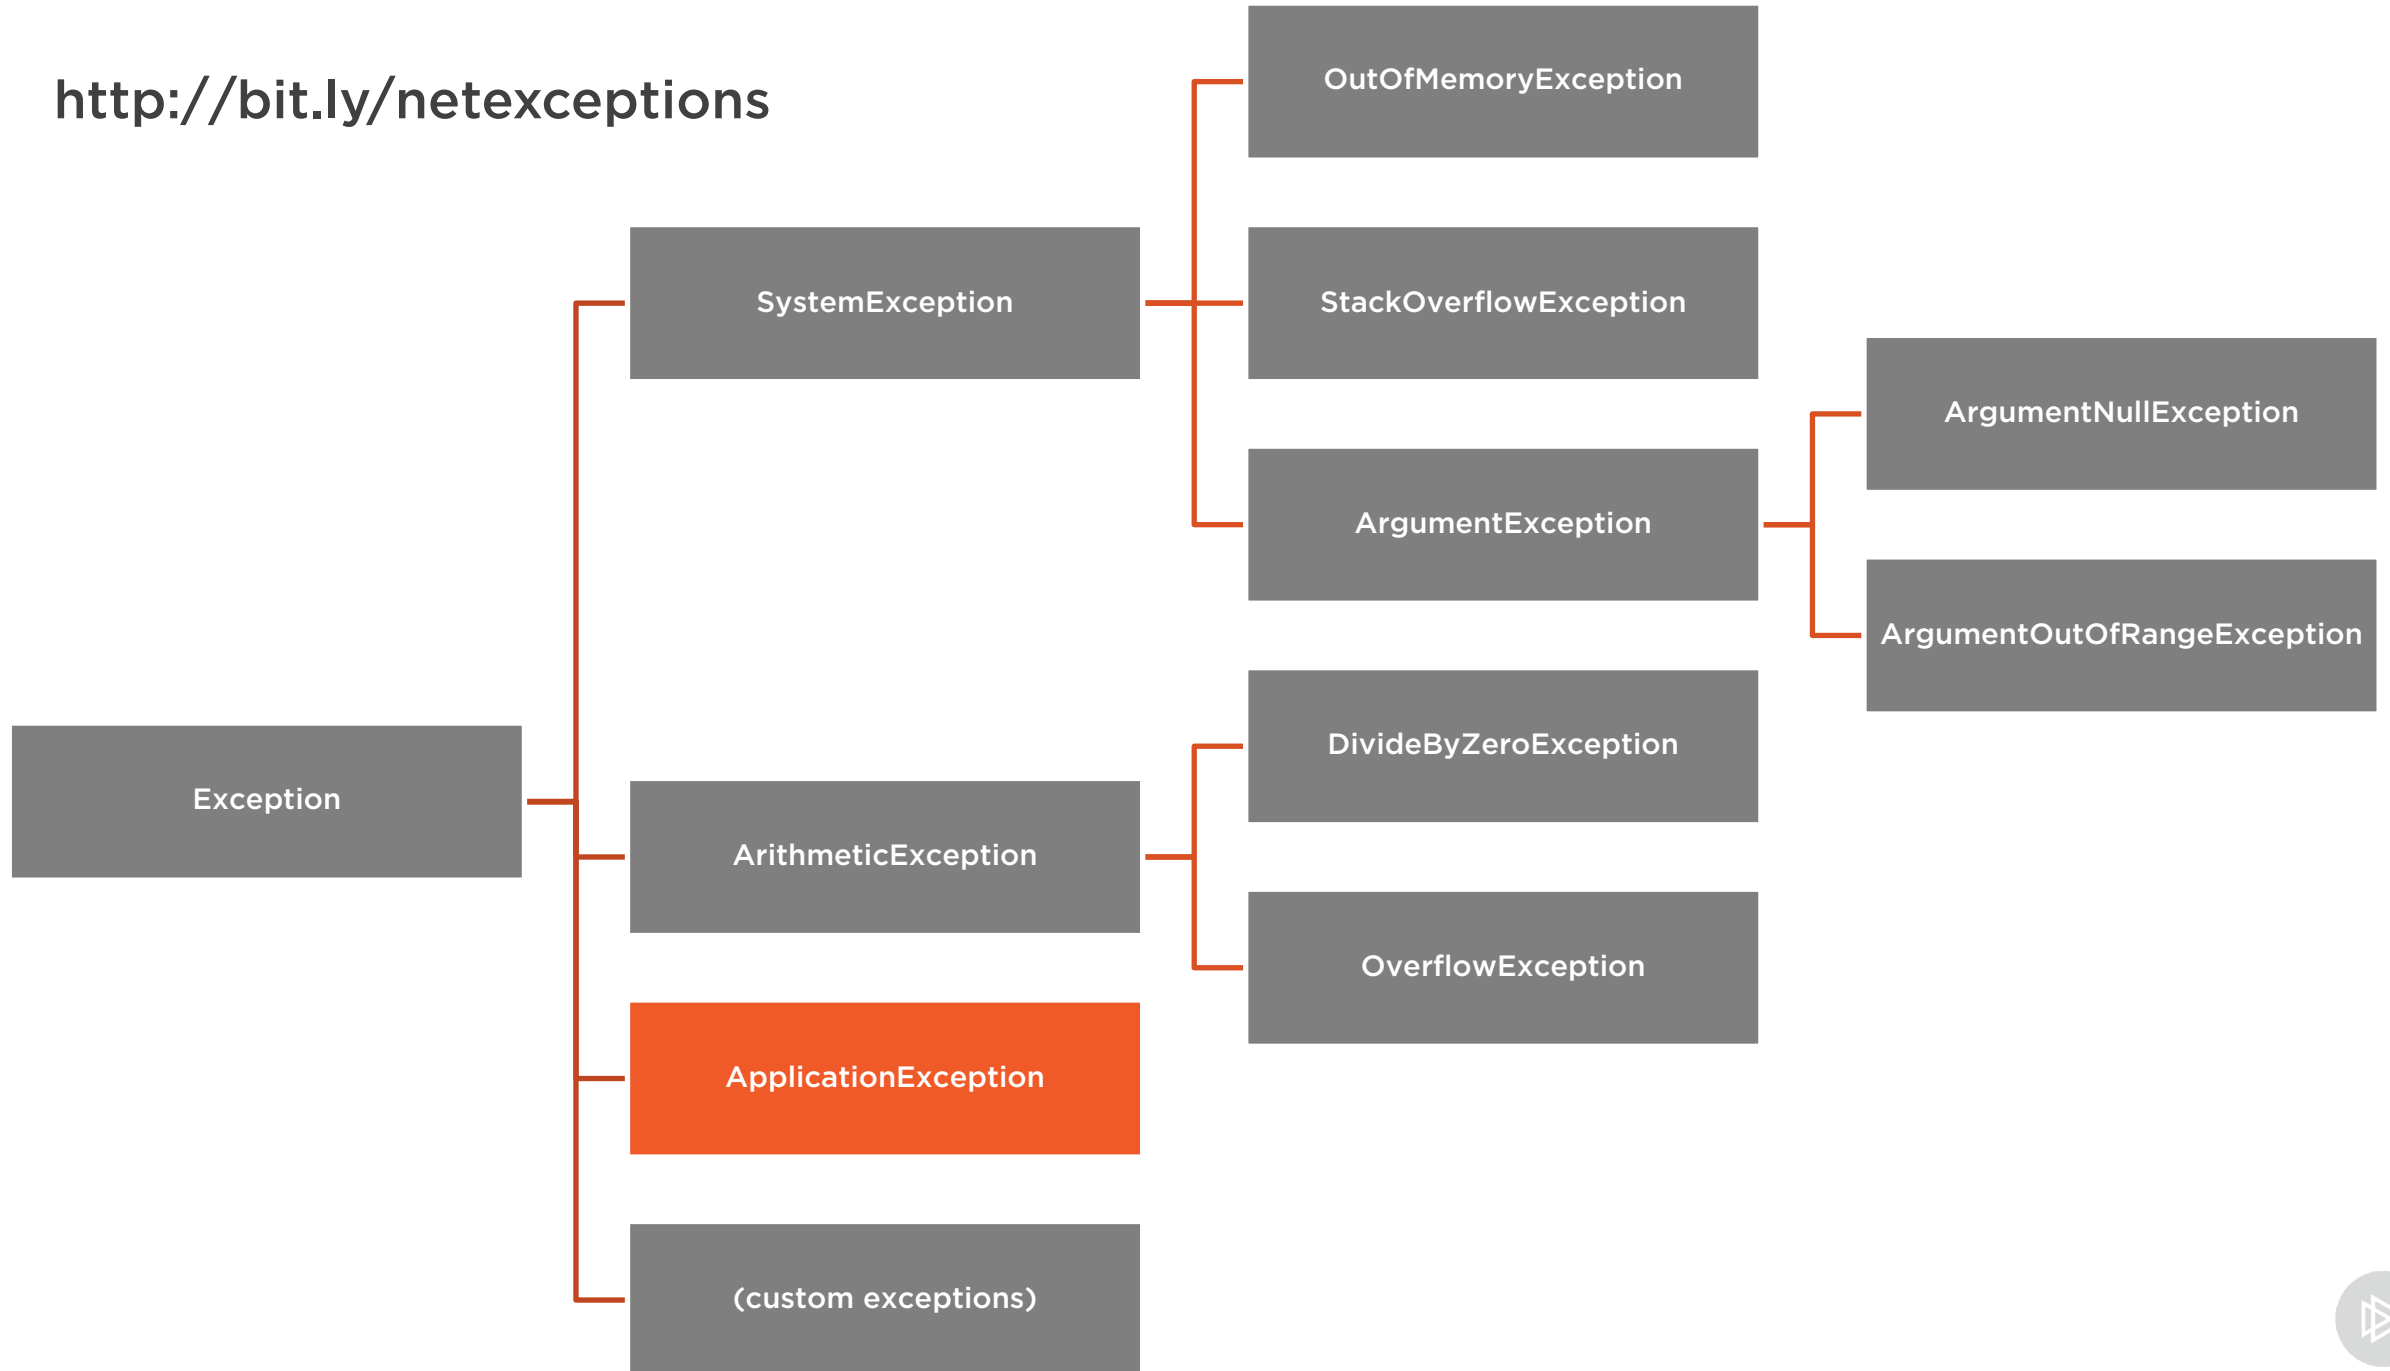 http://bit.ly/netexceptions
OutOfMemoryException
SystemException
StackOverflowException
ArgumentNullException
ArgumentException
ArgumentOutOfRangeException
DivideByZeroException
Exception
ArithmeticException
OverflowException
ApplicationException
(custom exceptions)